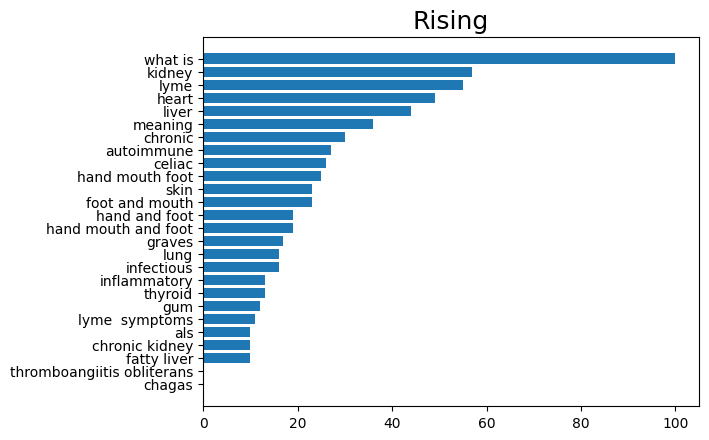 Rising
what is
kidney
lyme
heart
liver
meaning
chronic
autoimmune
celiac
hand mouth foot
skin
foot and mouth
hand and foot
hand mouth and foot
graves
lung
infectious
inflammatory
thyroid
gum
lyme  symptoms
als
chronic kidney
fatty liver
thromboangiitis obliterans
chagas
0 20 40 60 80 100